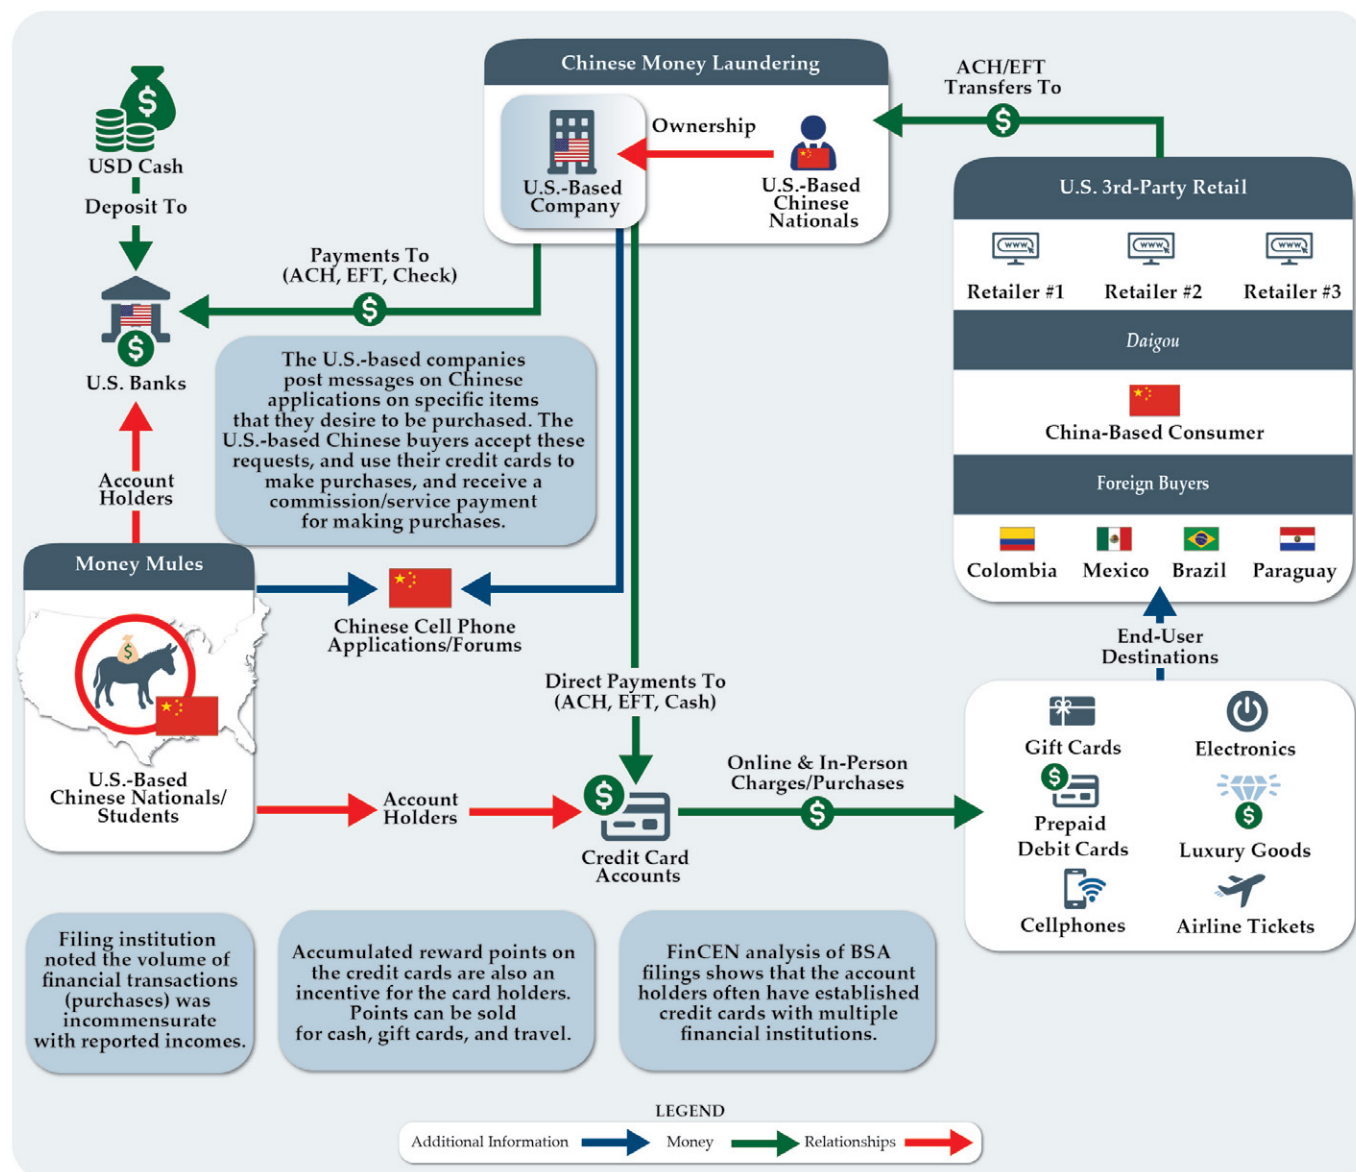 Chinese Money Laundering
U.S.-Based
Company
Ownership
U.S.-Based
Chinese
Nationals
ACH/EFT
Transfers To
$
$
USD Cash
Deposit To
$
U.S. Banks
Payments To
(ACH, EFT, Check)
$
The U.S.-based companies
post messages on Chinese
applications on specific items
that they desire to be purchased. The
U.S.-based Chinese buyers accept these
requests, and use their credit cards to
make purchases, and receive a
commission/service payment
for making purchases.
Account
Holders
U.S. 3rd-Party Retail
www
www
www
Retailer #1
Retailer #2
Retailer #3
Daigou
China-Based Consumer
Foreign Buyers
Colombia
Mexico
Brazil
Paraguay
Money Mules
$
U.S.-Based
Chinese Nationals/
Students
Chinese Cell Phone
Applications/Forums
Direct Payments To
(ACH, EFT, Cash)
End-User
Destinations
Account
Holders
$
Credit Card
Accounts
Online & In-Person
Charges/Purchases
$
Gift Cards
Electronics
$
Prepaid
Debit Cards
$
Luxury Goods
Cellphones
Airline Tickets
Filing institution
noted the volume of
financial transactions
(purchases) was
incommensurate
with reported incomes.
Accumulated reward points on
the credit cards are also an
incentive for the card holders.
Points can be sold
for cash, gift cards, and travel.
FinCEN analysis of BSA
filings shows that the account
holders often have established
credit cards with multiple
financial institutions.
LEGEND
Additional Information
Money
Relationships